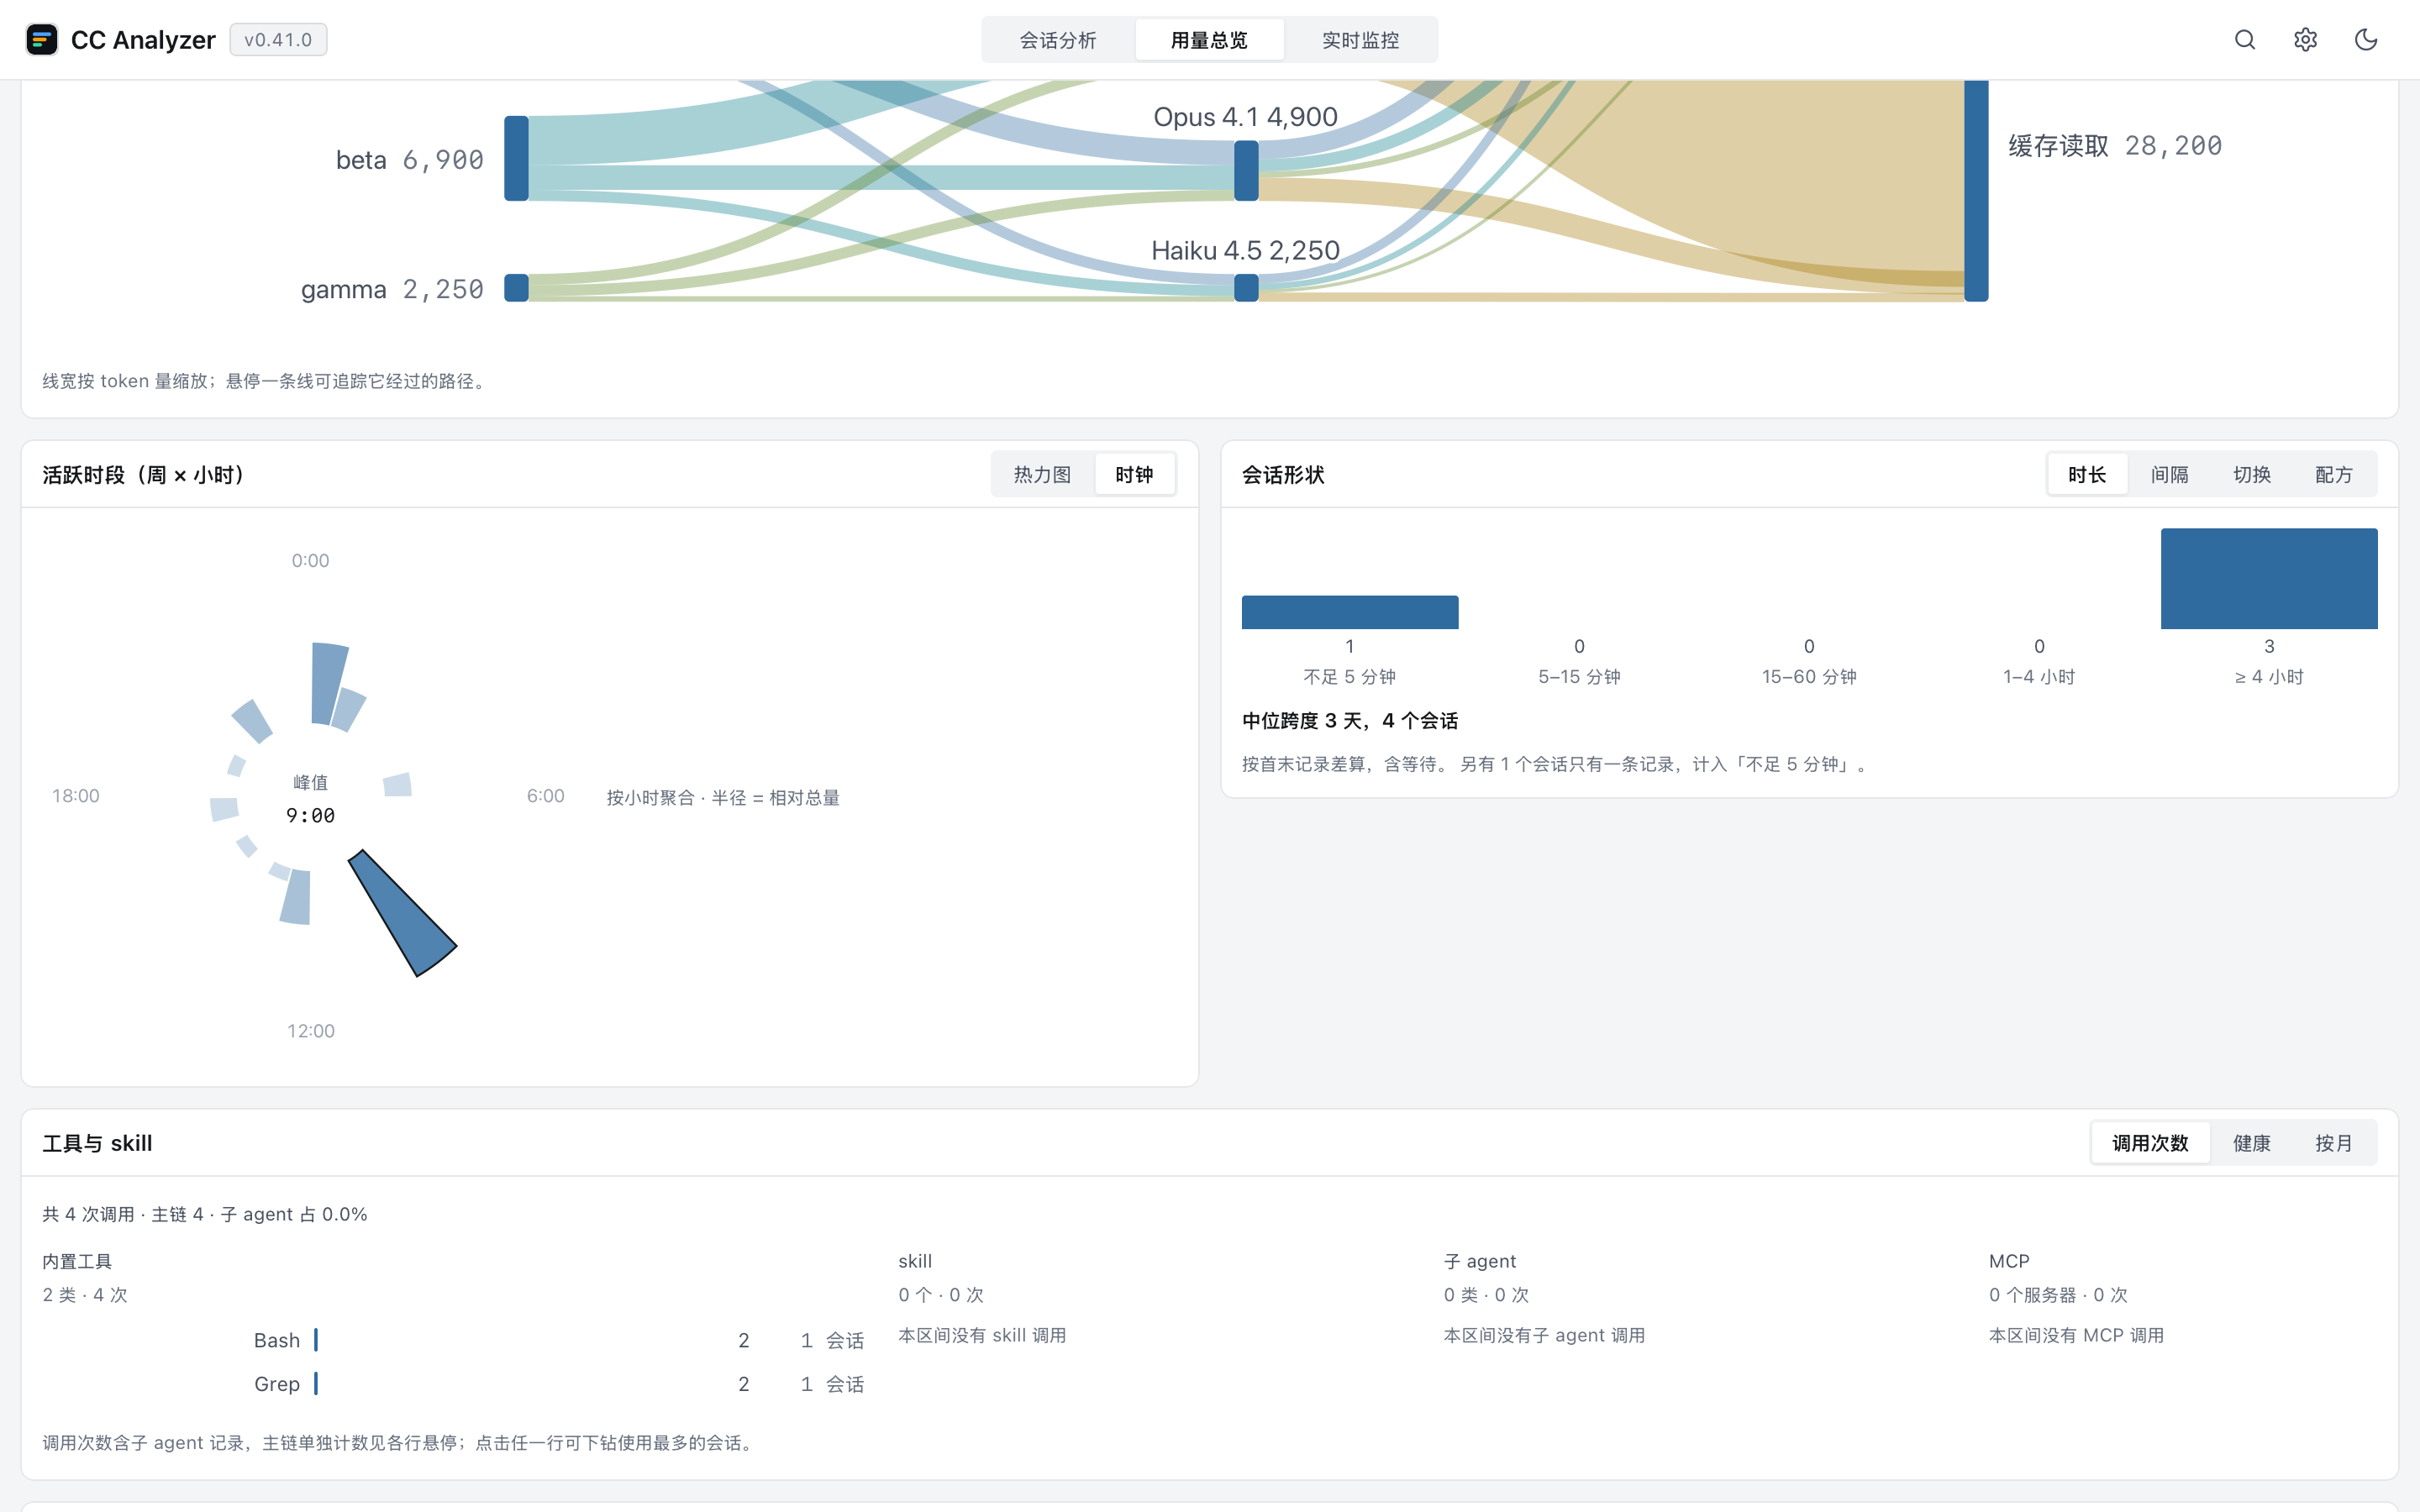 CC Analyzer v0.41.0
会话分析 用量总览 实时监控
Opus 4.1 4,900
beta 6,900
缓存读取 28,200
Haiku 4.5 2,250
gamma 2,250
线宽按 token 量缩放；悬停一条线可追踪它经过的路径。
活跃时段（周 × 小时） 热力图 时钟
0:00
18:00
峰值
9:00
6:00
按小时聚合 · 半径 = 相对总量
12:00
会话形状 时长 间隔 切换 配方
1 0 0 0 3
不足 5 分钟 5–15 分钟 15–60 分钟 1–4 小时 ≥ 4 小时
中位跨度 3 天，4 个会话
按首末记录差算，含等待。 另有 1 个会话只有一条记录，计入「不足 5 分钟」。
工具与 skill 调用次数 健康 按月
共 4 次调用 · 主链 4 · 子 agent 占 0.0%
内置工具
2 类 · 4 次
Bash 2 1 会话
Grep 2 1 会话
skill
0 个 · 0 次
本区间没有 skill 调用
子 agent
0 类 · 0 次
本区间没有子 agent 调用
MCP
0 个服务器 · 0 次
本区间没有 MCP 调用
调用次数含子 agent 记录，主链单独计数见各行悬停；点击任一行可下钻使用最多的会话。